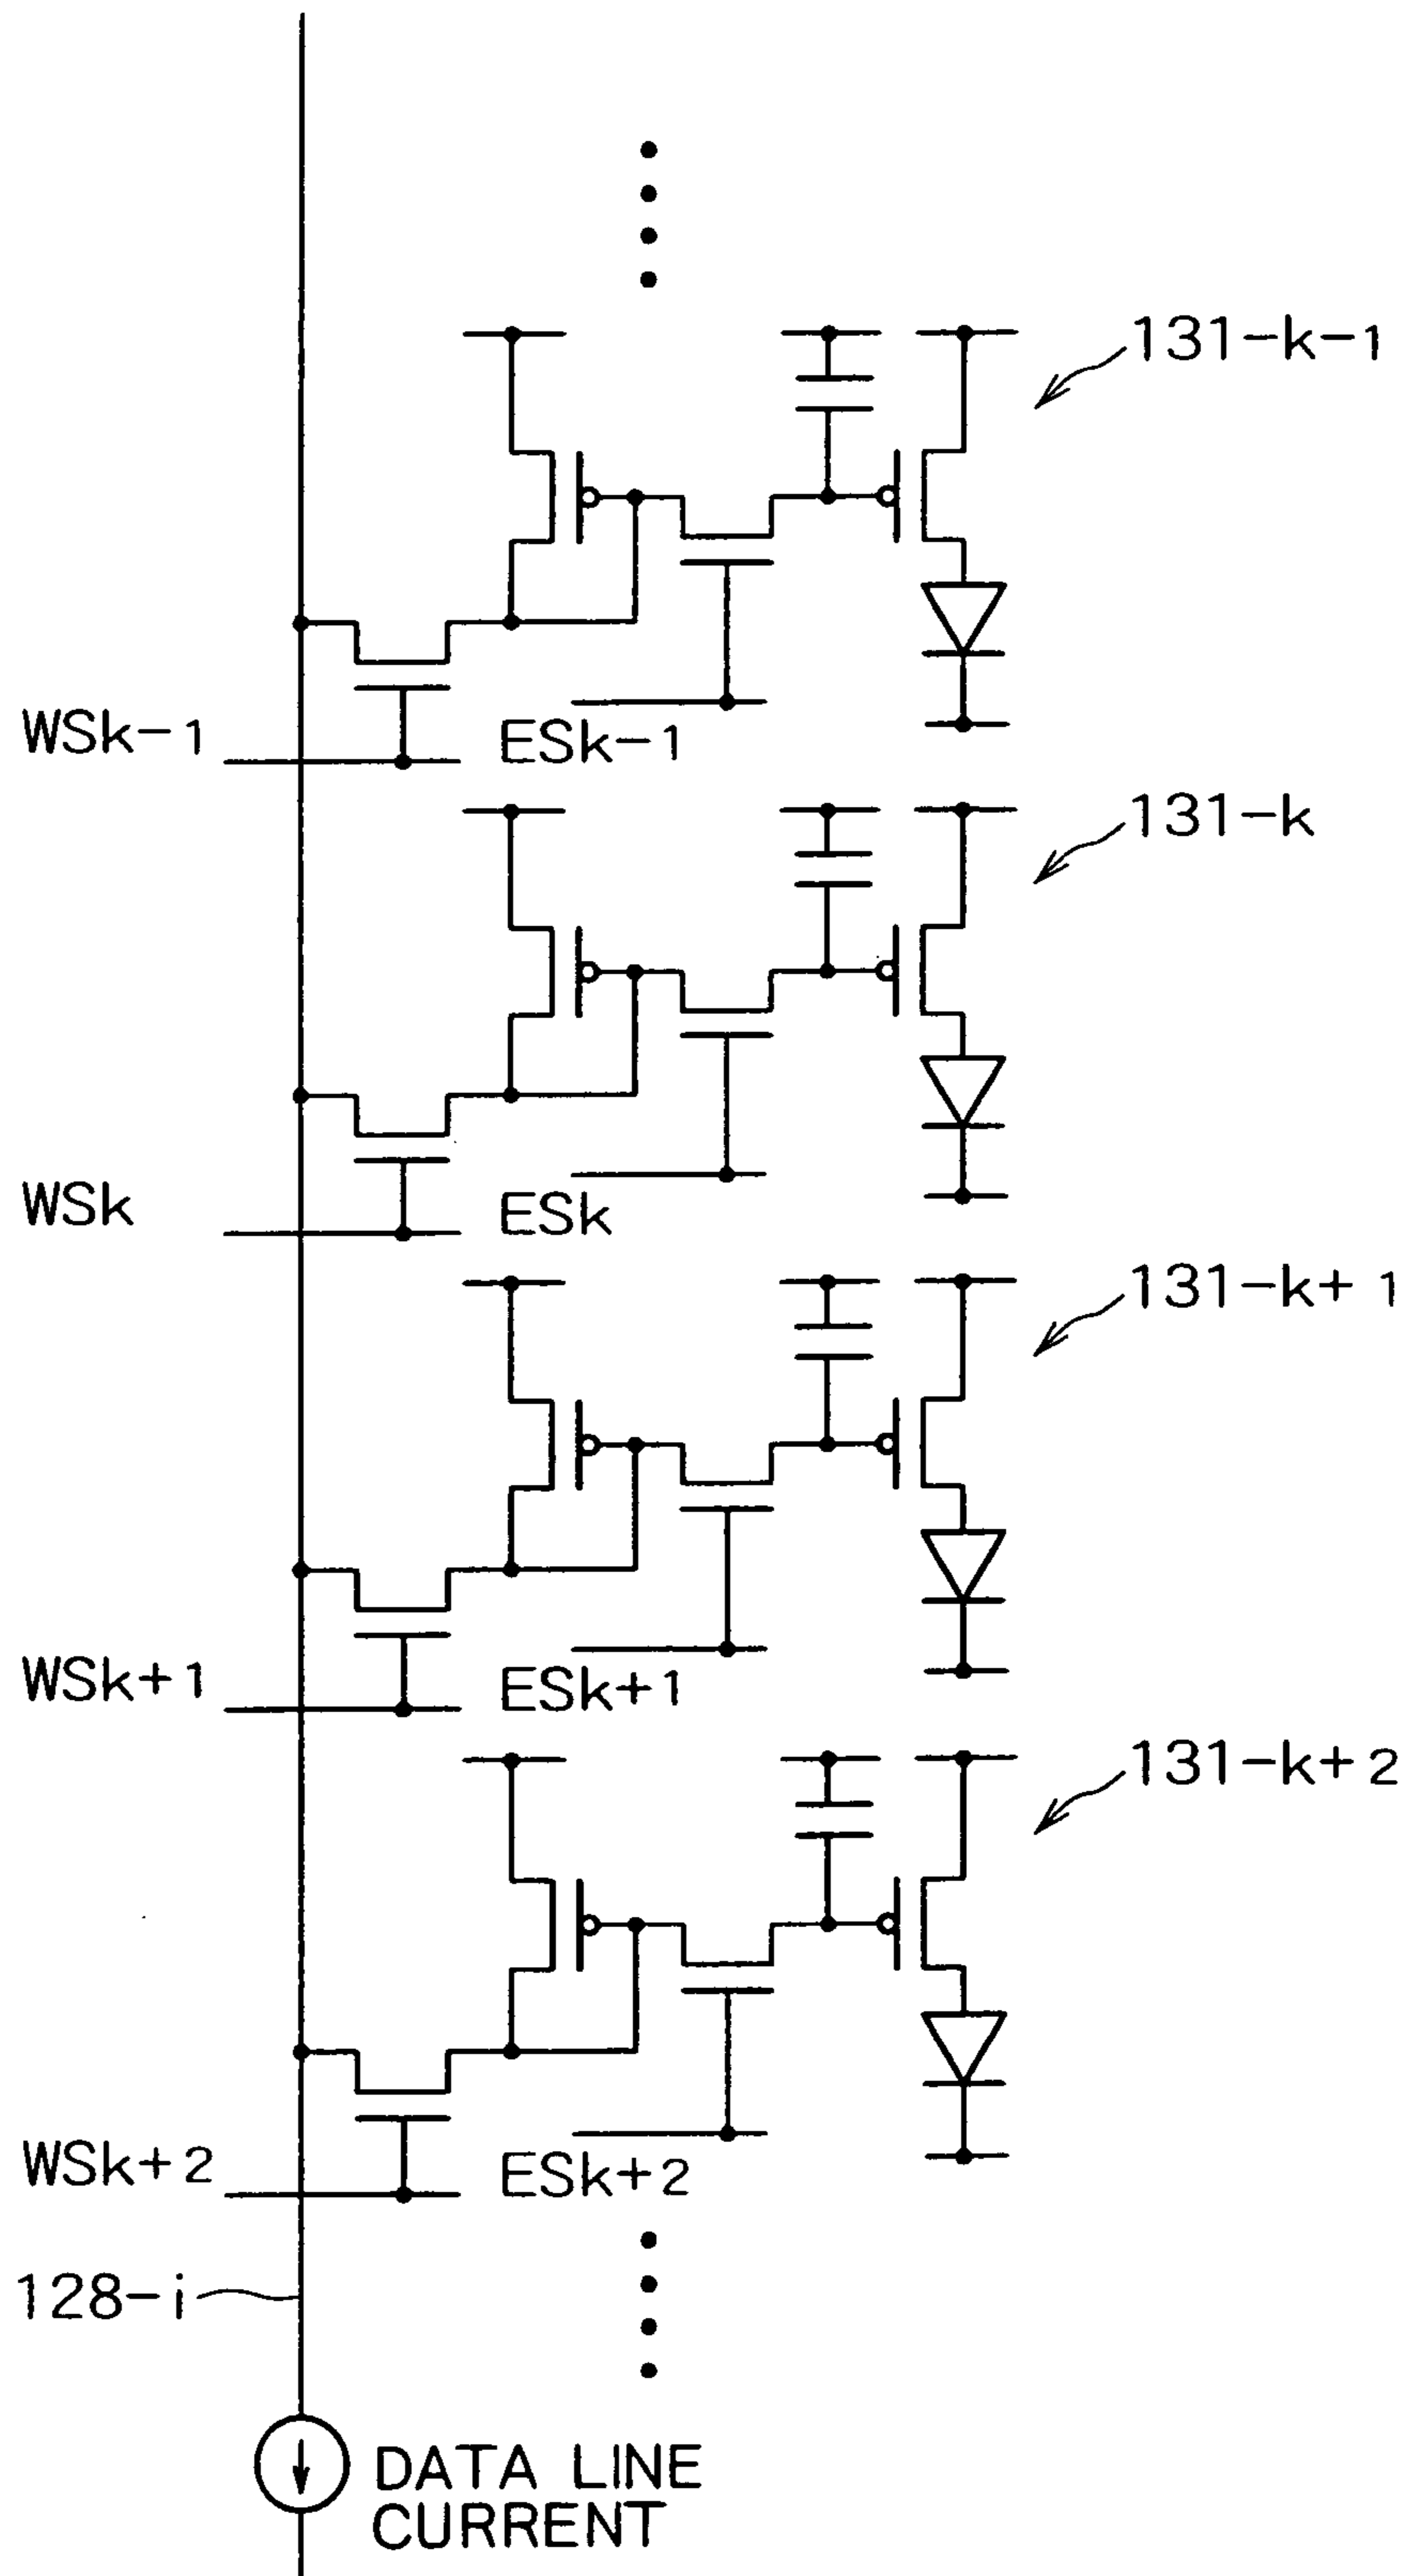 131-k-1
WSk-1
ESk-1
131-k
WSk
ESk
131-k+1
WSk+1
ESk+1
131-k+2
WSk+2
ESk+2
128-i
DATA LINE
CURRENT